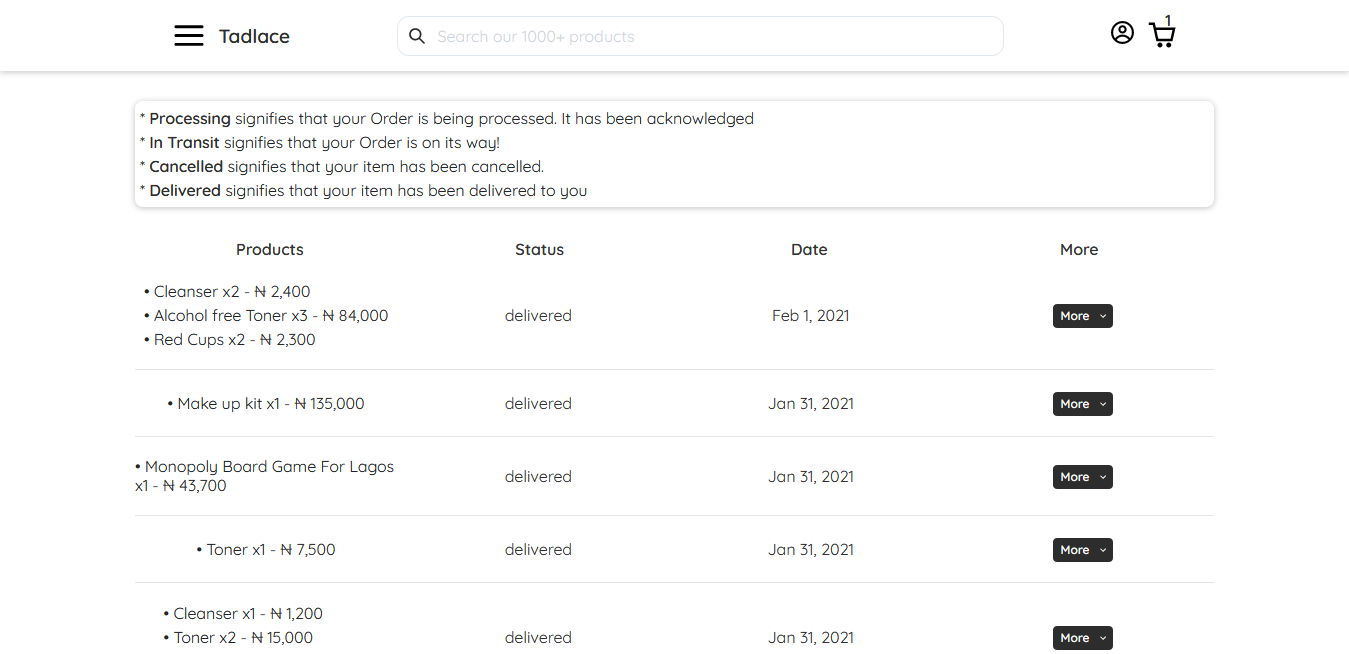 Tadlace
Search our 1000+ products
1
* Processing signifies that your Order is being processed. It has been acknowledged
* In Transit signifies that your Order is on its way!
* Cancelled signifies that your item has been cancelled.
* Delivered signifies that your item has been delivered to you
Products Status Date More
• Cleanser x2 - ₦ 2,400
• Alcohol free Toner x3 - ₦ 84,000
• Red Cups x2 - ₦ 2,300
delivered Feb 1, 2021 More
• Make up kit x1 - ₦ 135,000 delivered Jan 31, 2021 More
• Monopoly Board Game For Lagos
x1 - ₦ 43,700
delivered Jan 31, 2021 More
• Toner x1 - ₦ 7,500 delivered Jan 31, 2021 More
• Cleanser x1 - ₦ 1,200
• Toner x2 - ₦ 15,000 delivered Jan 31, 2021 More